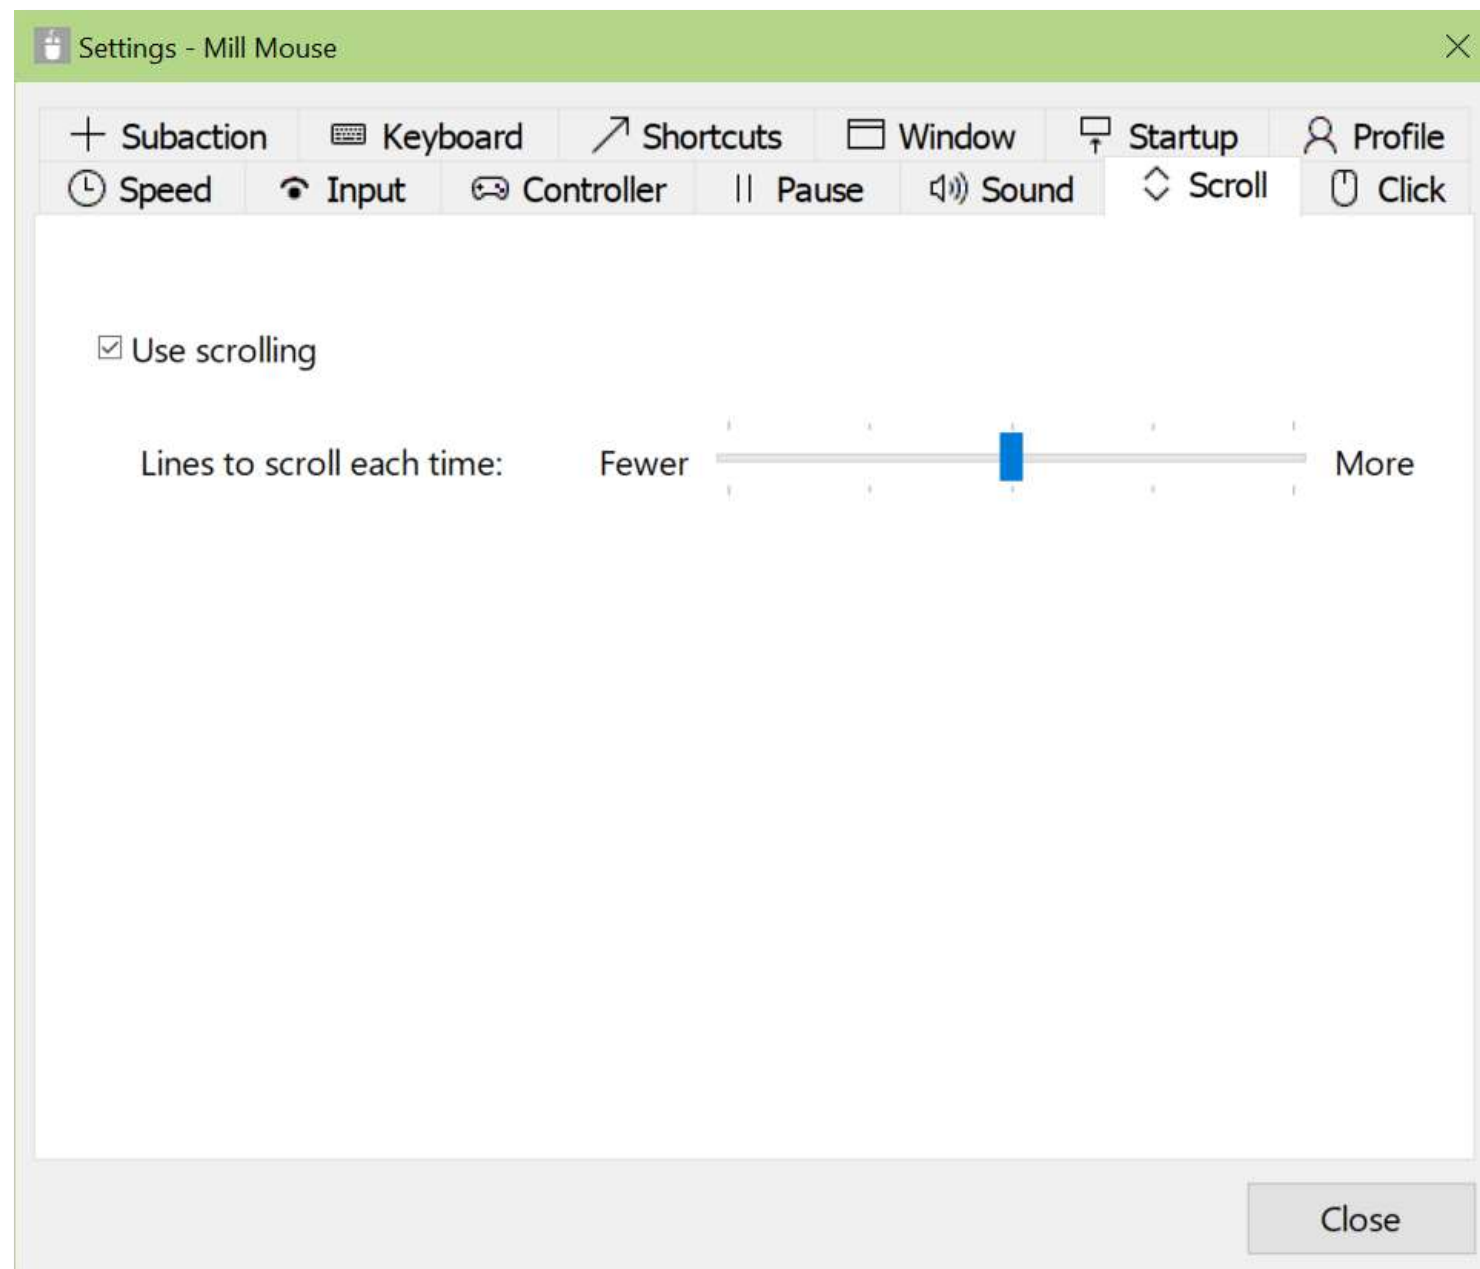 Settings - Mill Mouse
Subaction Keyboard Shortcuts Window Startup Profile
Speed Input Controller Pause Sound Scroll Click
Use scrolling
Lines to scroll each time: Fewer More
Close